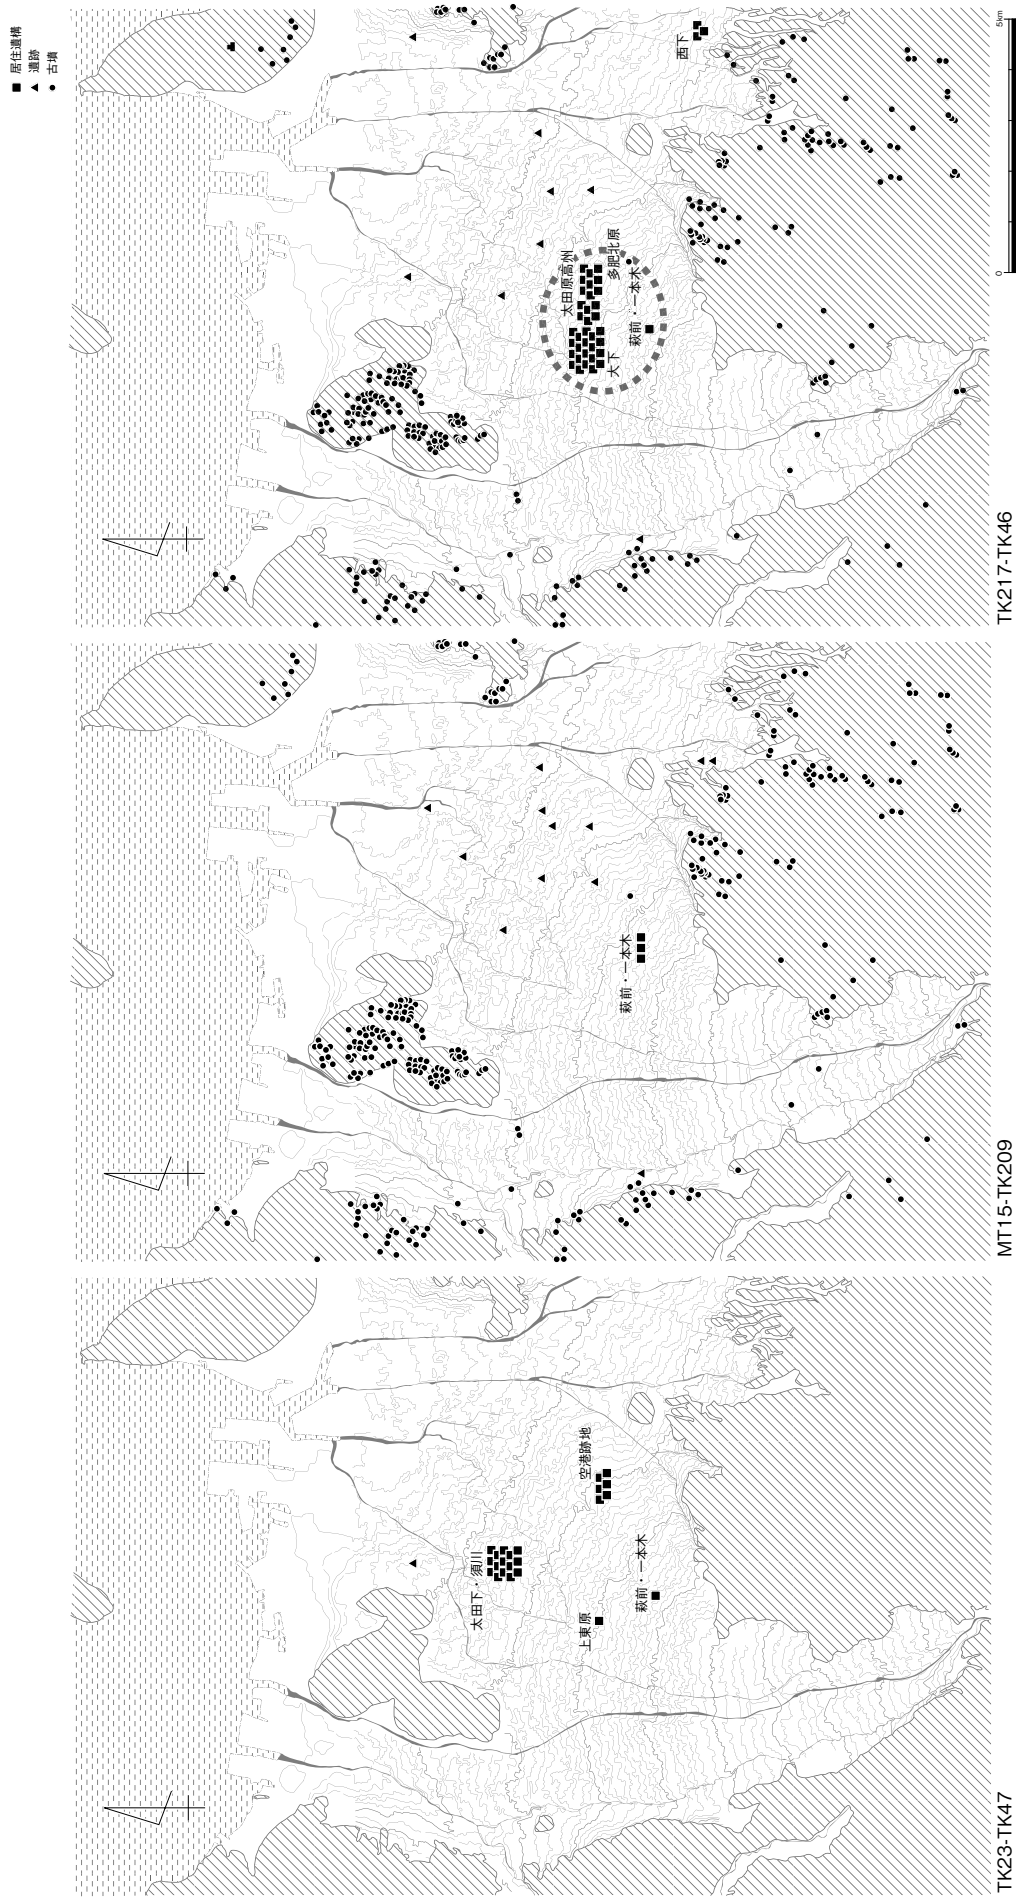 TK23-TK47
太田下・須川
空港跡地
上東原
萩前・一本木
MT15-TK209
萩前・一本木
TK217-TK46
居住遺構
遺跡
古墳
太田原高州
多肥北原
大下
萩前・一本木
西下
0
5km